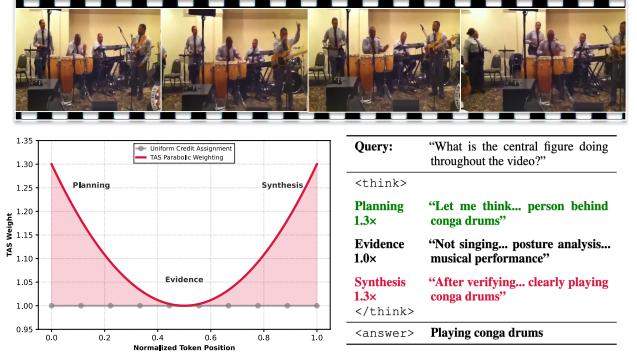 1.35
1.30
1.25
1.20
1.15
1.10
1.05
1.00
0.95
TAS Weight
Uniform Credit Assignment
TAS Parabolic Weighting
Planning
Synthesis
Evidence
0.0 0.2 0.4 0.6 0.8 1.0
Normalized Token Position
Query: “What is the central figure doing
throughout the video?”
<think>
Planning “Let me think... person behind
1.3× conga drums”
Evidence “Not singing... posture analysis...
1.0× musical performance”
Synthesis “After verifying... clearly playing
1.3× conga drums”
</think>
<answer> Playing conga drums